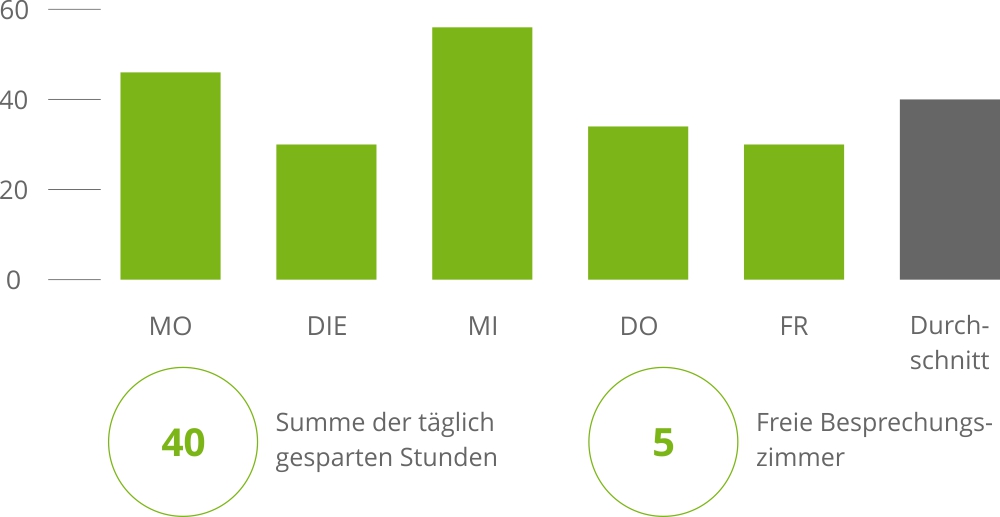 60
40
20
0
MO DIE MI DO FR Durch-
schnitt
40 Summe der täglich
gesparten Stunden
5 Freie Besprechungs-
zimmer